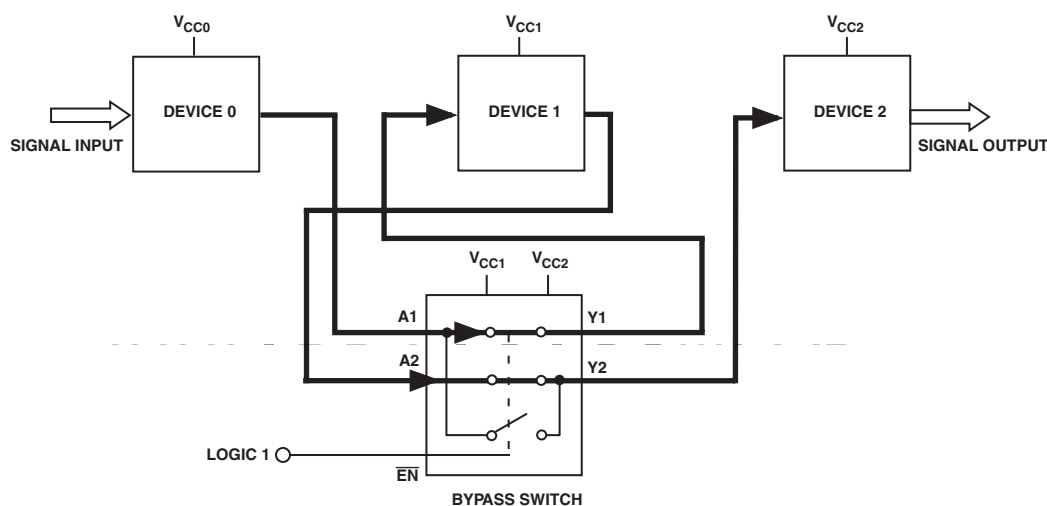 VCC0
VCC1
VCC2
DEVICE 0
DEVICE 1
DEVICE 2
SIGNAL INPUT
SIGNAL OUTPUT
VCC1
VCC2
A1
Y1
A2
Y2
LOGIC 1
EN
BYPASS SWITCH